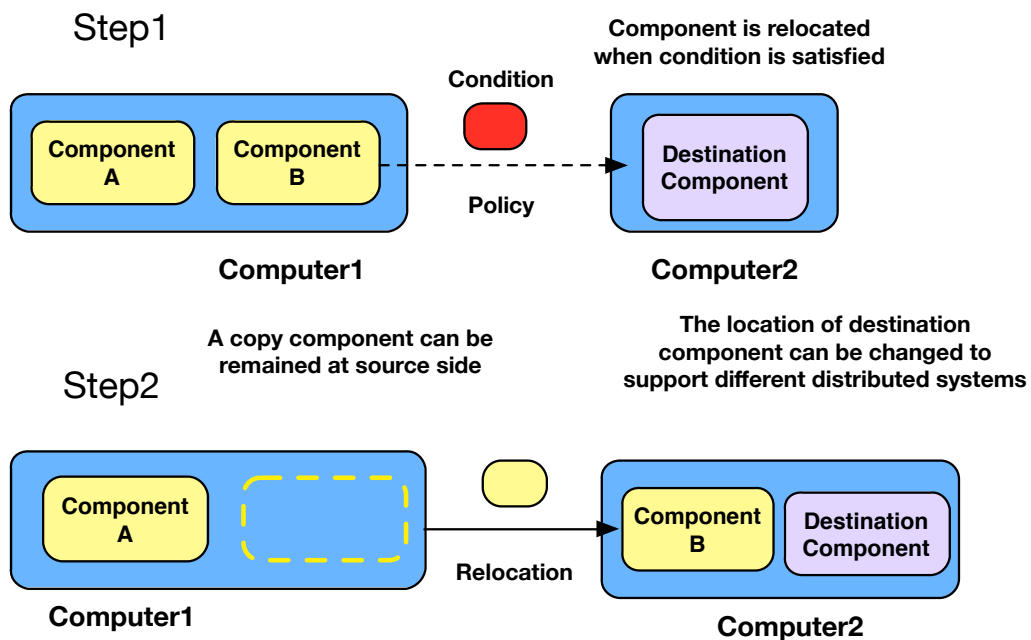 Step1
Component is relocated
when condition is satisfied
Condition
Component
A
Component
B
Destination
Component
Policy
Computer1
Computer2
A copy component can be
remained at source side
The location of destination
component can be changed to
support different distributed systems
Step2
Component
A
Component
B
Destination
Component
Relocation
Computer1
Computer2